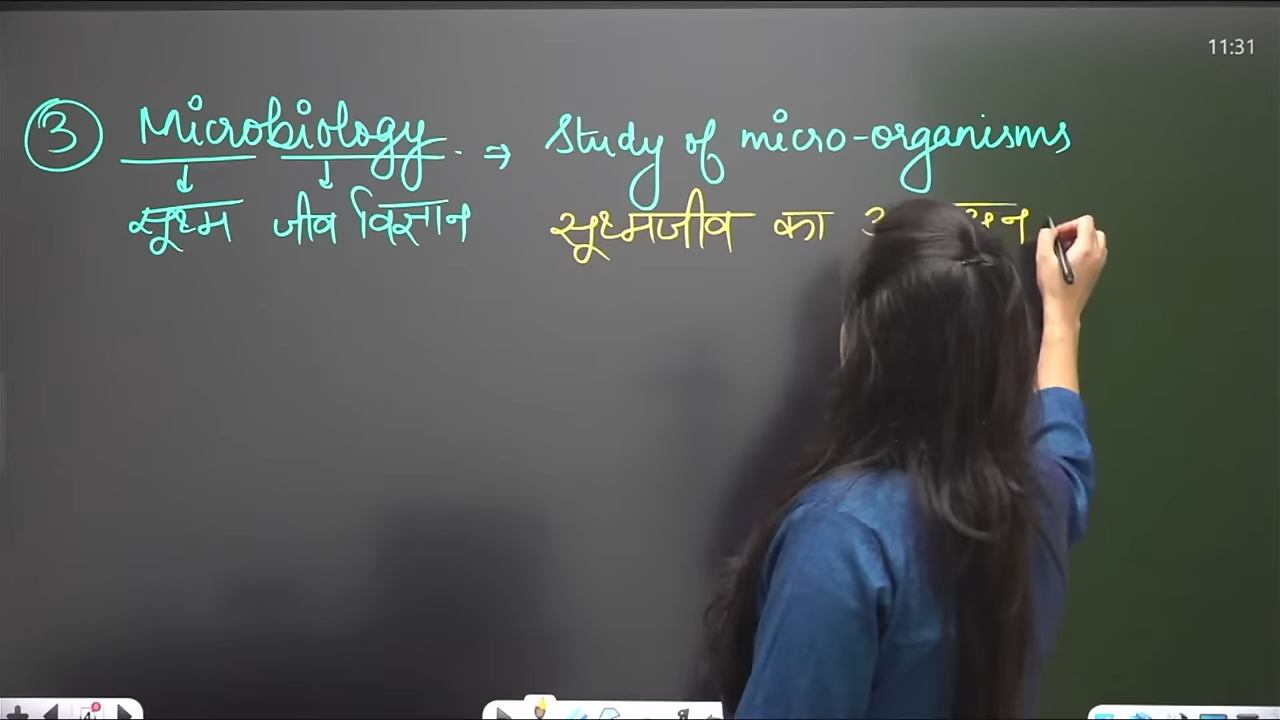 11:31
3 Microbiology. ⇒ Study of micro-organisms
↓ ↓
सूक्ष्म जीव विज्ञान सूक्ष्मजीव का